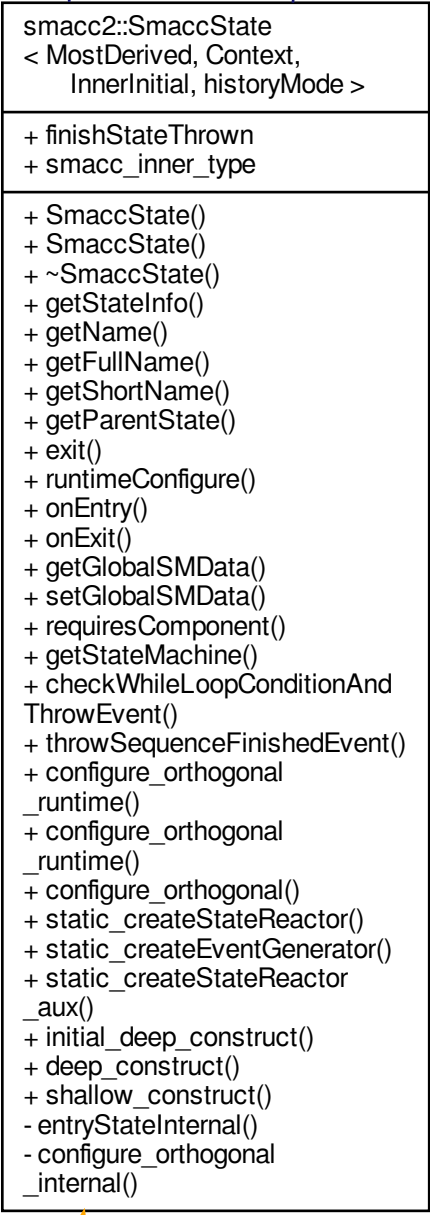 smacc2::SmaccState
< MostDerived, Context,
InnerInitial, historyMode >
+ finishStateThrown
+ smacc_inner_type
+ SmaccState()
+ SmaccState()
+ ~SmaccState()
+ getStateInfo()
+ getName()
+ getFullName()
+ getShortName()
+ getParentState()
+ exit()
+ runtimeConfigure()
+ onEntry()
+ onExit()
+ getGlobalSMData()
+ setGlobalSMData()
+ requiresComponent()
+ getStateMachine()
+ checkWhileLoopConditionAnd
ThrowEvent()
+ throwSequenceFinishedEvent()
+ configure_orthogonal
_runtime()
+ configure_orthogonal
_runtime()
+ configure_orthogonal()
+ static_createStateReactor()
+ static_createEventGenerator()
+ static_createStateReactor
_aux()
+ initial_deep_construct()
+ deep_construct()
+ shallow_construct()
- entryStateInternal()
- configure_orthogonal
_internal()